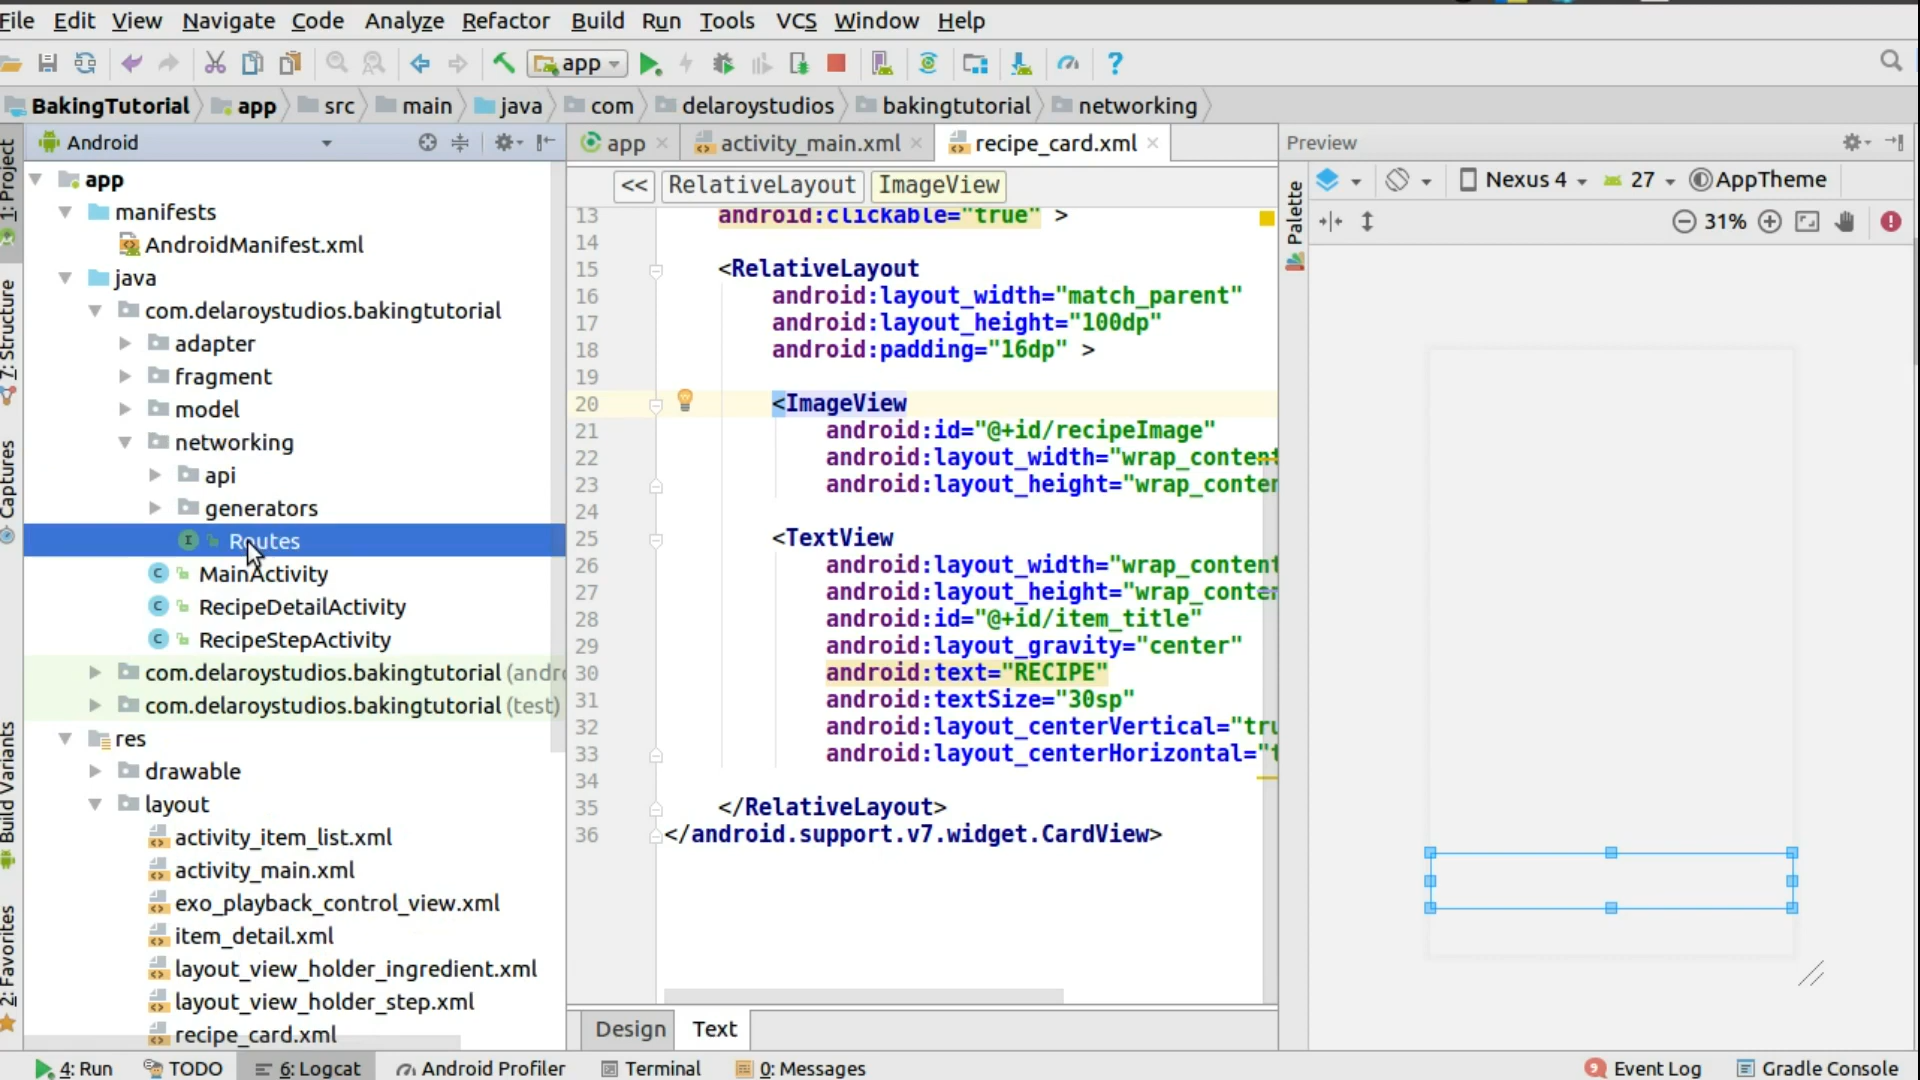 File Edit View Navigate Code Analyze Refactor Build Run Tools VCS Window Help
app
BakingTutorial app src main java com delaroystudios bakingtutorial networking
1: Project
7: Structure
Captures
Build Variants
2: Favorites
Android
app
manifests
AndroidManifest.xml
java
com.delaroystudios.bakingtutorial
adapter
fragment
model
networking
api
generators
Routes
MainActivity
RecipeDetailActivity
RecipeStepActivity
com.delaroystudios.bakingtutorial (andro
com.delaroystudios.bakingtutorial (test)
res
drawable
layout
activity_item_list.xml
activity_main.xml
exo_playback_control_view.xml
item_detail.xml
layout_view_holder_ingredient.xml
layout_view_holder_step.xml
recipe_card.xml
app activity_main.xml recipe_card.xml
<< RelativeLayout ImageView
13 android:clickable="true" >
14
15 <RelativeLayout
16 android:layout_width="match_parent"
17 android:layout_height="100dp"
18 android:padding="16dp" >
19
20 <ImageView
21 android:id="@+id/recipeImage"
22 android:layout_width="wrap_content
23 android:layout_height="wrap_conten
24
25 <TextView
26 android:layout_width="wrap_content
27 android:layout_height="wrap_conten
28 android:id="@+id/item_title"
29 android:layout_gravity="center"
30 android:text="RECIPE"
31 android:textSize="30sp"
32 android:layout_centerVertical="tru
33 android:layout_centerHorizontal="t
34
35 </RelativeLayout>
36 </android.support.v7.widget.CardView>
Design Text
Preview
Palette
Nexus 4 27 AppTheme
31%
4: Run TODO 6: Logcat Android Profiler Terminal 0: Messages 9 Event Log Gradle Console